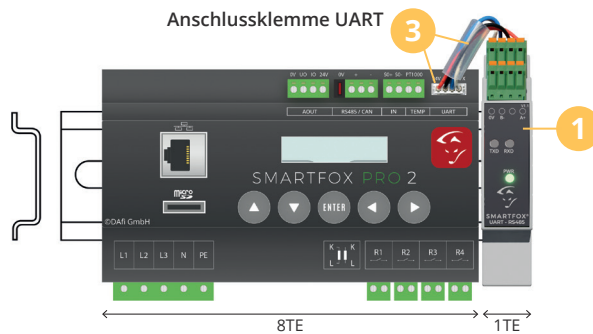 Anschlussklemme UART
3
1
0V I/O IO 24V
0V +
S0+ S0- PT1000
AOUT RS485 / CAN IN TEMP UART
0V B- A+
TXD RXD
PWR
SMARTFOX®
UART - RS485
micro
SMARTFOX PRO 2
ENTER
©DAfi GmbH
L1 L2 L3 N PE
K K
L L
R1 R2 R3 R4
8TE
1TE